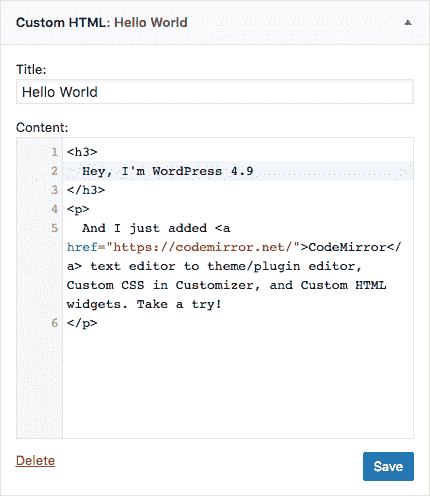 Custom HTML: Hello World
Title:
Hello World
Content:
1 <h3>
2 Hey, I'm WordPress 4.9
3 </h3>
4 <p>
5 And I just added <a
href="https://codemirror.net/">CodeMirror</
a> text editor to theme/plugin editor,
Custom CSS in Customizer, and Custom HTML
widgets. Take a try!
6 </p>
Delete
Save